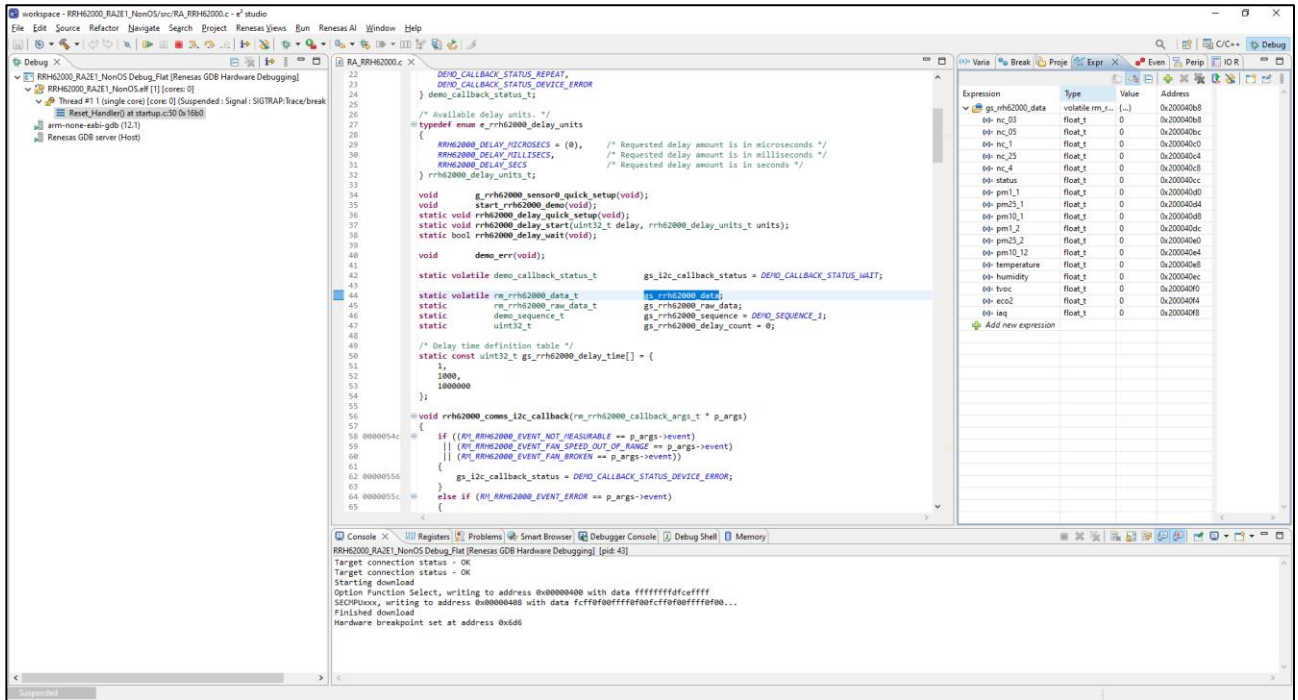 workspace - RRH62000_RA2E1_NonOS/src/RA_RRH62000.c - e² studio
File Edit Source Refactor Navigate Search Project Renesas Views Run Renesas AI Window Help
C/C++ Debug
Debug
RRH62000_RA2E1_NonOS Debug_Flat [Renesas GDB Hardware Debugging]
RRH62000_RA2E1_NonOS.elf [1] [cores: 0]
Thread #1 1 (single core) [core: 0] (Suspended : Signal : SIGTRAP:Trace/break
Reset_Handler() at startup.c:50 0x16b0
arm-none-eabi-gdb (12.1)
Renesas GDB server (Host)
RA_RRH62000.c
22 DEMO_CALLBACK_STATUS_REPEAT,
23 DEMO_CALLBACK_STATUS_DEVICE_ERROR
24 } demo_callback_status_t;
25
26 /* Available delay units. */
27 typedef enum e_rrh62000_delay_units
28 {
29 RRH62000_DELAY_MICROSECS = (0), /* Requested delay amount is in microseconds */
30 RRH62000_DELAY_MILLISECS, /* Requested delay amount is in milliseconds */
31 RRH62000_DELAY_SECS /* Requested delay amount is in seconds */
32 } rrh62000_delay_units_t;
33
34 void g_rrh62000_sensor0_quick_setup(void);
35 void start_rrh62000_demo(void);
36 static void rrh62000_delay_quick_setup(void);
37 static void rrh62000_delay_start(uint32_t delay, rrh62000_delay_units_t units);
38 static bool rrh62000_delay_wait(void);
39
40 void demo_err(void);
41
42 static volatile demo_callback_status_t gs_i2c_callback_status = DEMO_CALLBACK_STATUS_WAIT;
43
44 static volatile rm_rrh62000_data_t gs_rrh62000_data;
45 static rm_rrh62000_raw_data_t gs_rrh62000_raw_data;
46 static demo_sequence_t gs_rrh62000_sequence = DEMO_SEQUENCE_1;
47 static uint32_t gs_rrh62000_delay_count = 0;
48
49 /* Delay time definition table */
50 static const uint32_t gs_rrh62000_delay_time[] = {
51 1,
52 1000,
53 1000000
54 };
55
56 void rrh62000_comms_i2c_callback(rm_rrh62000_callback_args_t * p_args)
57 {
58 0000054c if ((RM_RRH62000_EVENT_NOT_MEASURABLE == p_args->event)
59 || (RM_RRH62000_EVENT_FAN_SPEED_OUT_OF_RANGE == p_args->event)
60 || (RM_RRH62000_EVENT_FAN_BROKEN == p_args->event))
61 {
62 00000556 gs_i2c_callback_status = DEMO_CALLBACK_STATUS_DEVICE_ERROR;
63 }
64 0000055c else if (RM_RRH62000_EVENT_ERROR == p_args->event)
65 {
Varia Break Proje Expr Even Perip IO R
Expression Type Value Address
gs_rrh62000_data volatile rm_r... {...} 0x200040b8
nc_03 float_t 0 0x200040b8
nc_05 float_t 0 0x200040bc
nc_1 float_t 0 0x200040c0
nc_25 float_t 0 0x200040c4
nc_4 float_t 0 0x200040c8
status float_t 0 0x200040cc
pm1_1 float_t 0 0x200040d0
pm25_1 float_t 0 0x200040d4
pm10_1 float_t 0 0x200040d8
pm1_2 float_t 0 0x200040dc
pm25_2 float_t 0 0x200040e0
pm10_12 float_t 0 0x200040e4
temperature float_t 0 0x200040e8
humidity float_t 0 0x200040ec
tvoc float_t 0 0x200040f0
eco2 float_t 0 0x200040f4
iaq float_t 0 0x200040f8
Add new expression
Console Registers Problems Smart Browser Debugger Console Debug Shell Memory
RRH62000_RA2E1_NonOS Debug_Flat [Renesas GDB Hardware Debugging] [pid: 43]
Target connection status - OK
Target connection status - OK
Starting download
Option Function Select, writing to address 0x00000400 with data ffffffffdfceffff
SECMPUxxx, writing to address 0x00000408 with data fcff0f00ffff0f00fcff0f00ffff0f00...
Finished download
Hardware breakpoint set at address 0x6d6
Suspended